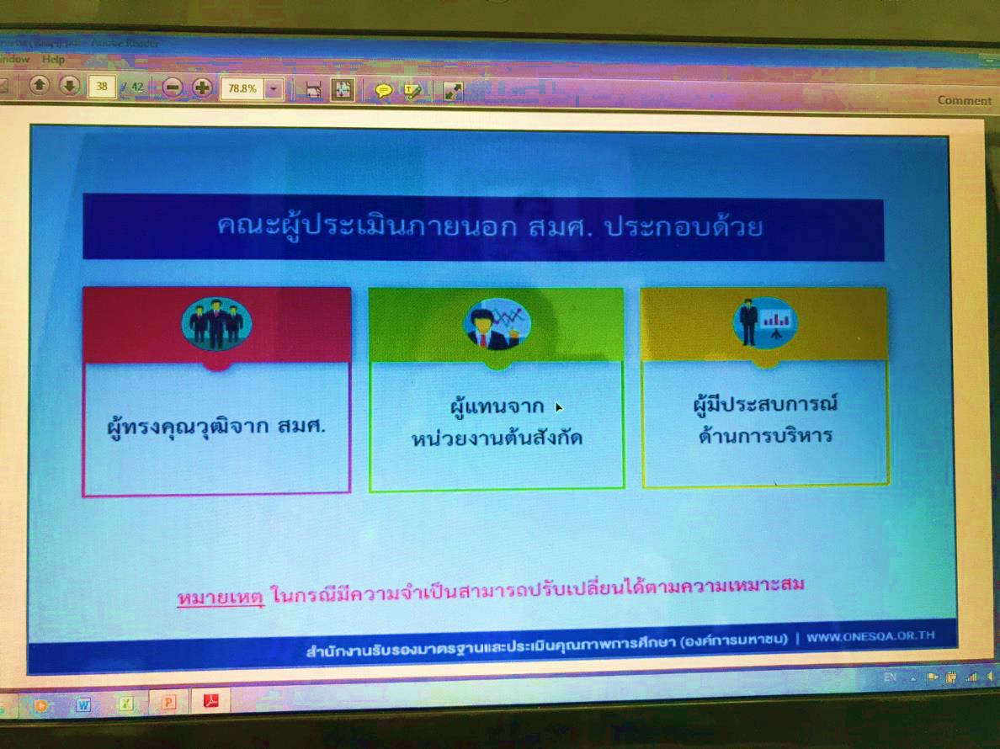 Adobe Reader
indow Help
38 / 42 78.8%
Comment
คณะผู้ประเมินภายนอก สมศ. ประกอบด้วย
ผู้ทรงคุณวุฒิจาก สมศ.
ผู้แทนจาก
หน่วยงานต้นสังกัด
ผู้มีประสบการณ์
ด้านการบริหาร
หมายเหตุ ในกรณีมีความจำเป็นสามารถปรับเปลี่ยนได้ตามความเหมาะสม
สำนักงานรับรองมาตรฐานและประเมินคุณภาพการศึกษา (องค์การมหาชน) | WWW.ONESQA.OR.TH
EN